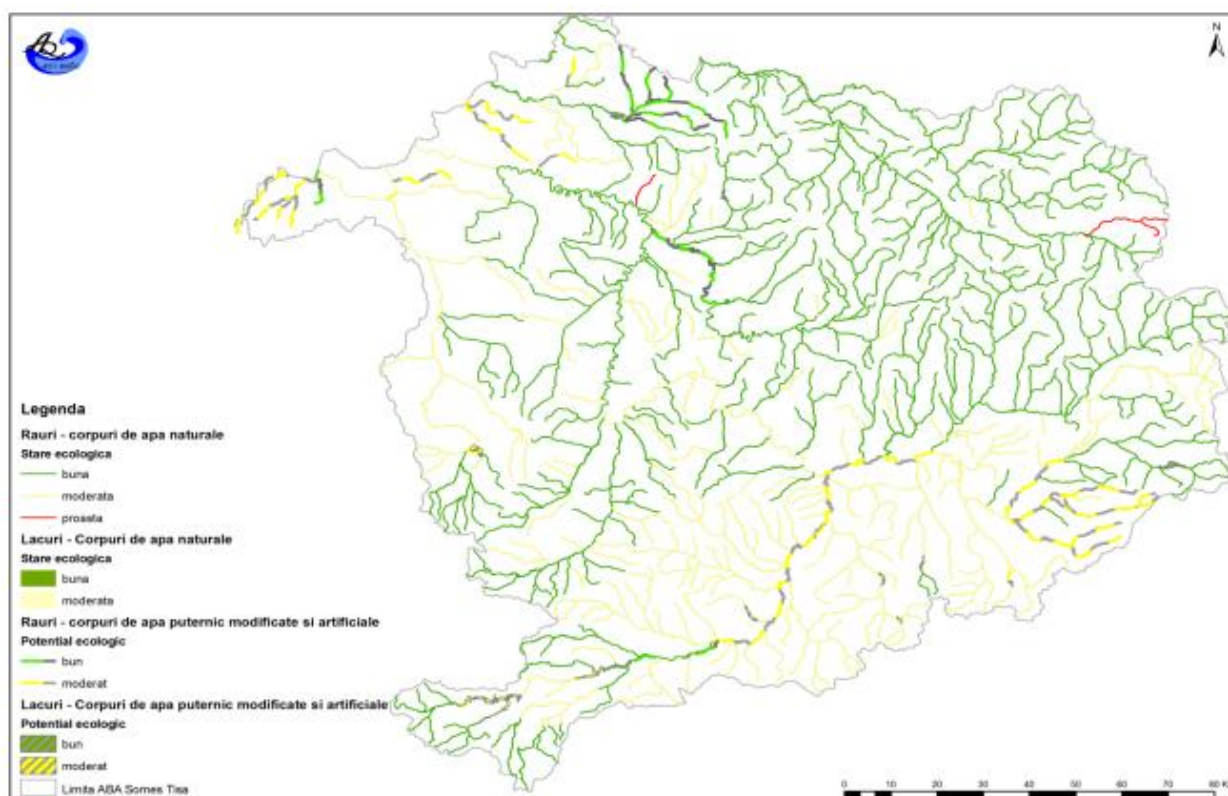 N
Legenda
Rauri - corpuri de apa naturale
Stare ecologica
buna
moderata
proasta
Lacuri - Corpuri de apa naturale
Stare ecologica
buna
moderata
Rauri - corpuri de apa puternic modificate si artificiale
Potential ecologic
bun
moderat
Lacuri - Corpuri de apa puternic modificate si artificiale
Potential ecologic
bun
moderat
Limita ABA Somes Tisa
0 10 20 30 40 50 60 70 80 K